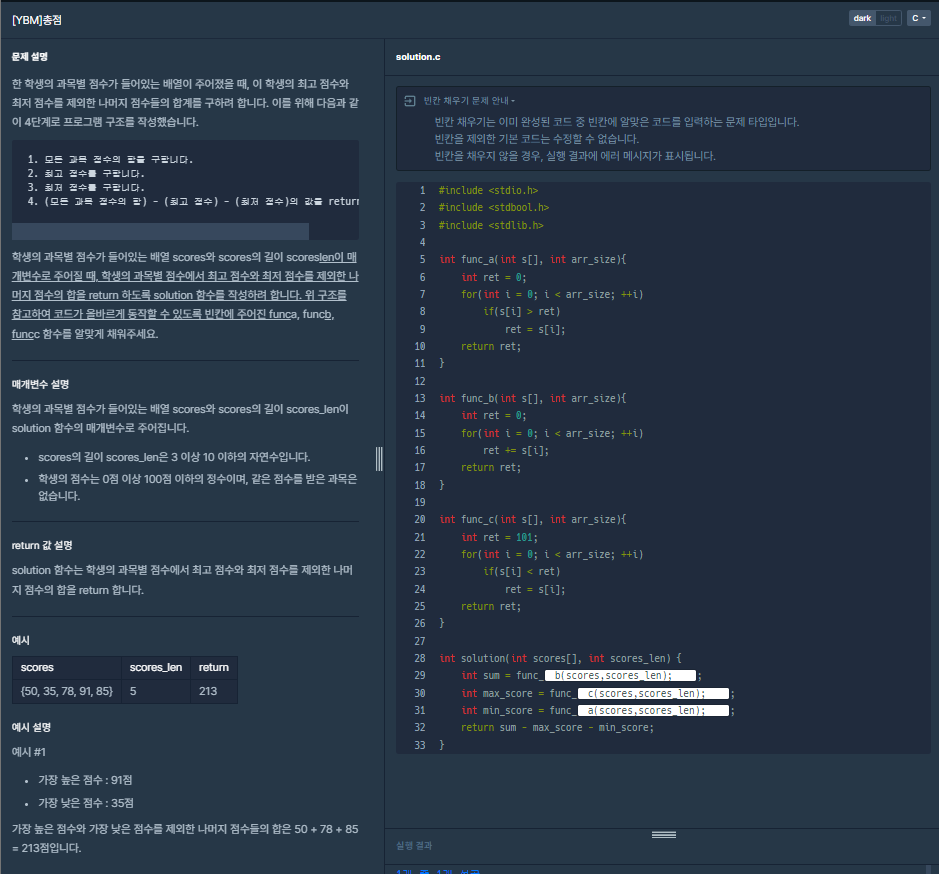 [YBM]총점
dark light C
문제 설명
solution.c
한 학생의 과목별 점수가 들어있는 배열이 주어졌을 때, 이 학생의 최고 점수와
최저 점수를 제외한 나머지 점수들의 합계를 구하려 합니다. 이를 위해 다음과 같
이 4단계로 프로그램 구조를 작성했습니다.
1. 모든 과목 점수의 합을 구합니다.
2. 최고 점수를 구합니다.
3. 최저 점수를 구합니다.
4. (모든 과목 점수의 합) - (최고 점수) - (최저 점수)의 값을 return
학생의 과목별 점수가 들어있는 배열 scores와 scores의 길이 scoreslen이 매
개변수로 주어질 때, 학생의 과목별 점수에서 최고 점수와 최저 점수를 제외한 나
머지 점수의 합을 return 하도록 solution 함수를 작성하려 합니다. 위 구조를
참고하여 코드가 올바르게 동작할 수 있도록 빈칸에 주어진 funca, funcb,
funcc 함수를 알맞게 채워주세요.
매개변수 설명
학생의 과목별 점수가 들어있는 배열 scores와 scores의 길이 scores_len이
solution 함수의 매개변수로 주어집니다.
• scores의 길이 scores_len은 3 이상 10 이하의 자연수입니다.
• 학생의 점수는 0점 이상 100점 이하의 정수이며, 같은 점수를 받은 과목은
없습니다.
return 값 설명
solution 함수는 학생의 과목별 점수에서 최고 점수와 최저 점수를 제외한 나머
지 점수의 합을 return 합니다.
예시
scores scores_len return
{50, 35, 78, 91, 85} 5 213
예시 설명
예시 #1
• 가장 높은 점수 : 91점
• 가장 낮은 점수 : 35점
가장 높은 점수와 가장 낮은 점수를 제외한 나머지 점수들의 합은 50 + 78 + 85
= 213점입니다.
빈칸 채우기 문제 안내
빈칸 채우기는 이미 완성된 코드 중 빈칸에 알맞은 코드를 입력하는 문제 타입입니다.
빈칸을 제외한 기본 코드는 수정할 수 없습니다.
빈칸을 채우지 않을 경우, 실행 결과에 에러 메시지가 표시됩니다.
1 #include <stdio.h>
2 #include <stdbool.h>
3 #include <stdlib.h>
4
5 int func_a(int s[], int arr_size){
6 int ret = 0;
7 for(int i = 0; i < arr_size; ++i)
8 if(s[i] > ret)
9 ret = s[i];
10 return ret;
11 }
12
13 int func_b(int s[], int arr_size){
14 int ret = 0;
15 for(int i = 0; i < arr_size; ++i)
16 ret += s[i];
17 return ret;
18 }
19
20 int func_c(int s[], int arr_size){
21 int ret = 101;
22 for(int i = 0; i < arr_size; ++i)
23 if(s[i] < ret)
24 ret = s[i];
25 return ret;
26 }
27
28 int solution(int scores[], int scores_len) {
29 int sum = func_ b(scores,scores_len); ;
30 int max_score = func_ c(scores,scores_len); ;
31 int min_score = func_ a(scores,scores_len); ;
32 return sum - max_score - min_score;
33 }
실행 결과